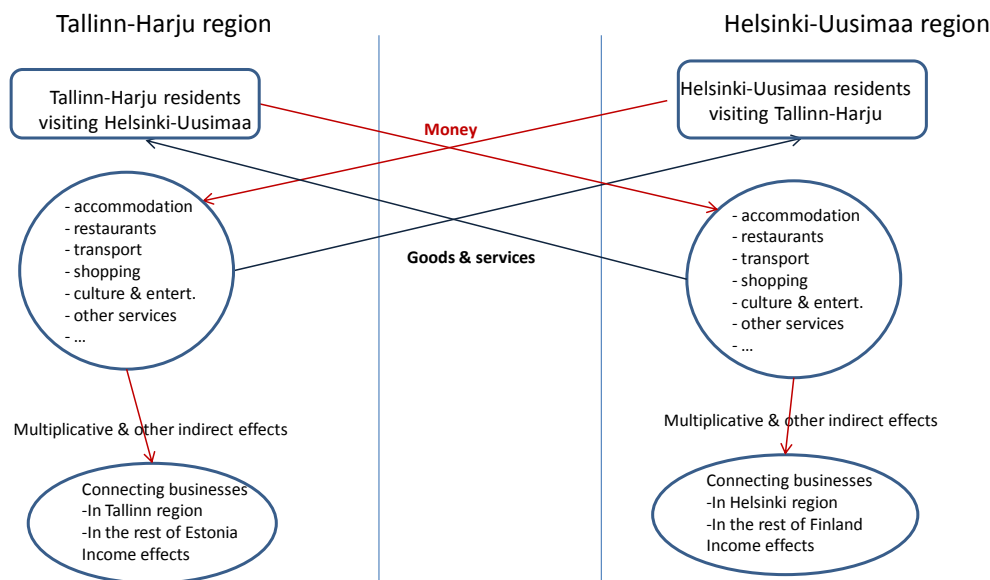 Tallinn-Harju region
Helsinki-Uusimaa region
Tallinn-Harju residents
visiting Helsinki-Uusimaa
Helsinki-Uusimaa residents
visiting Tallinn-Harju
Money
- accommodation
- restaurants
- transport
- shopping
- culture & entert.
- other services
- ...
Goods & services
- accommodation
- restaurants
- transport
- shopping
- culture & entert.
- other services
- ...
Multiplicative & other indirect effects
Multiplicative & other indirect effects
Connecting businesses
-In Tallinn region
-In the rest of Estonia
Income effects
Connecting businesses
-In Helsinki region
-In the rest of Finland
Income effects